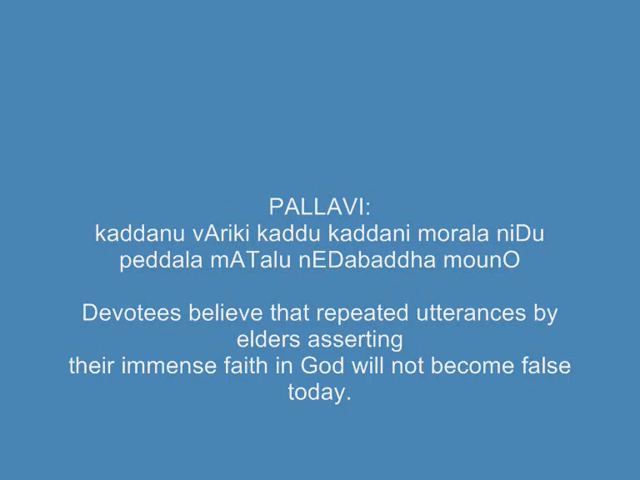 PALLAVI:
kaddanu vAriki kaddu kaddani morala niDu
peddala mATalu nEDabaddha mounO
Devotees believe that repeated utterances by
elders asserting
their immense faith in God will not become false
today.